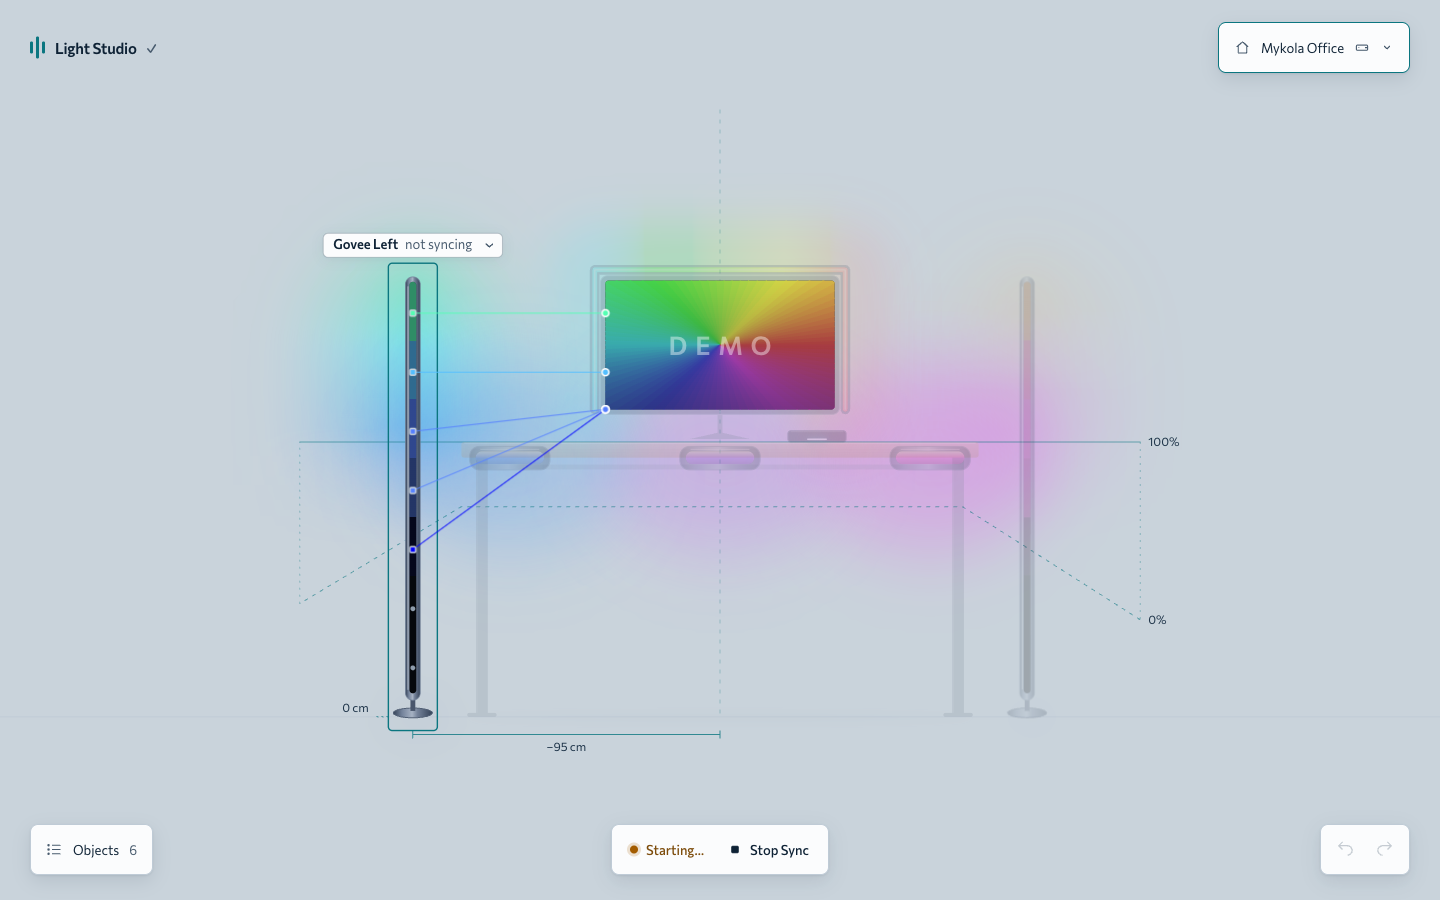 Light Studio
Mykola Office
Govee Left not syncing
DEMO
100%
0%
0 cm
−95 cm
Objects 6
Starting...
Stop Sync